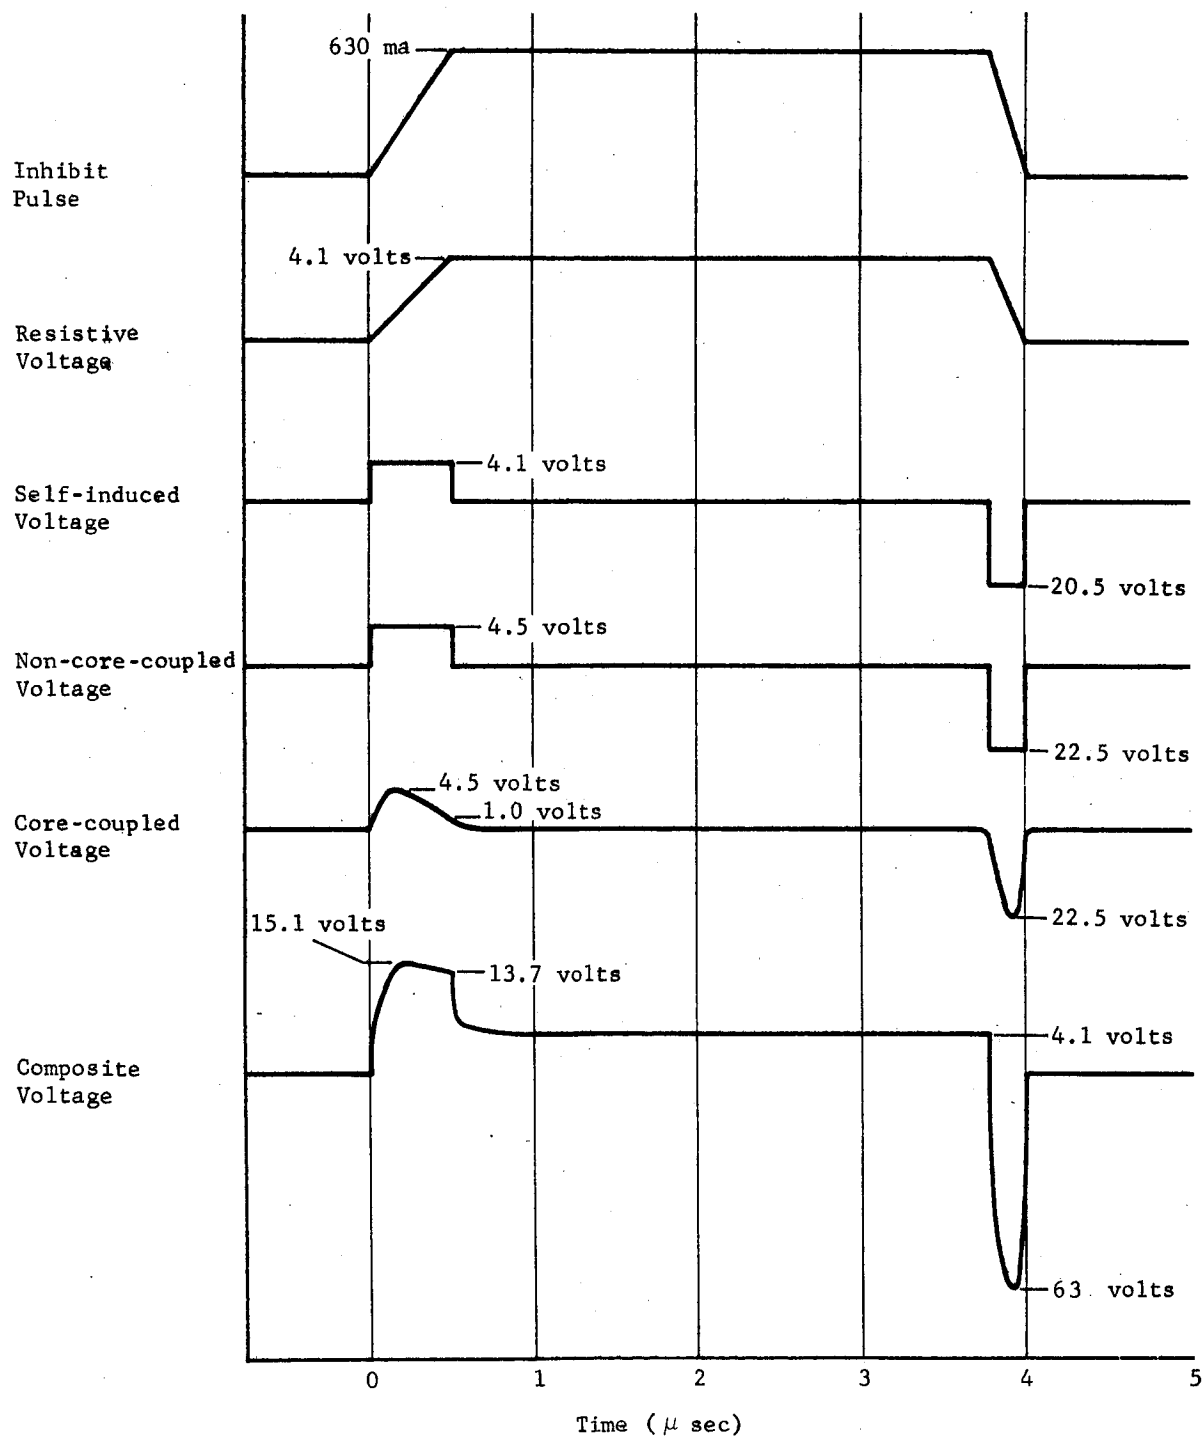 630 ma
Inhibit
Pulse
4.1 volts
Resistive
Voltage
4.1 volts
Self-induced
Voltage
20.5 volts
4.5 volts
Non-core-coupled
Voltage
22.5 volts
4.5 volts
1.0 volts
Core-coupled
Voltage
22.5 volts
15.1 volts
13.7 volts
4.1 volts
Composite
Voltage
63 volts
0 1 2 3 4 5
Time (μ sec)